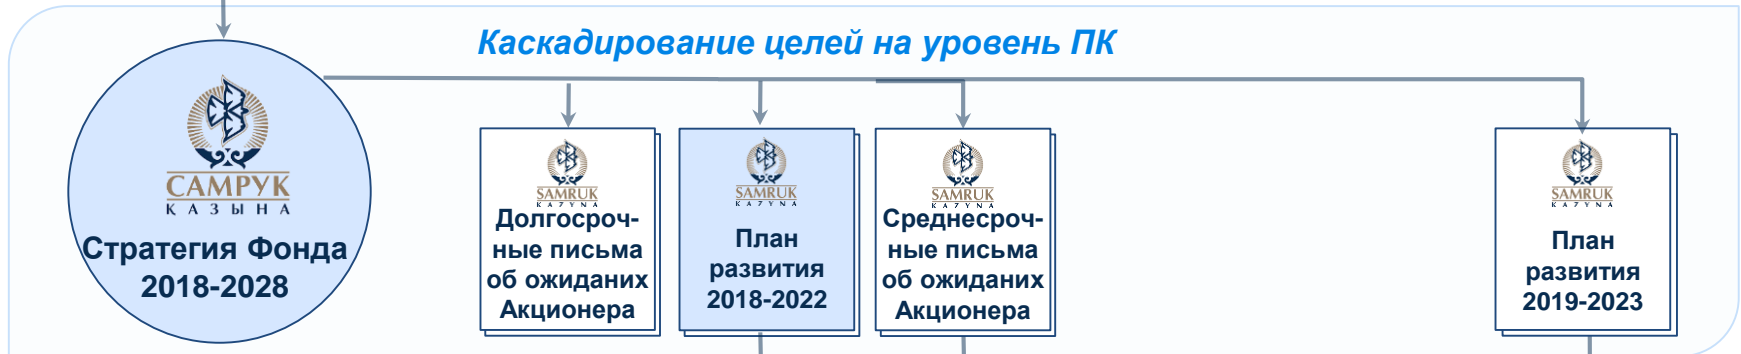 Каскадирование целей на уровень ПК
САМРУК
КАЗЫНА
Стратегия Фонда
2018-2028
SAMRUK
KAZYNA
Долгосроч-
ные письма
об ожиданих
Акционера
SAMRUK
KAZYNA
План
развития
2018-2022
SAMRUK
KAZYNA
Среднесроч-
ные письма
об ожиданих
Акционера
SAMRUK
KAZYNA
План
развития
2019-2023